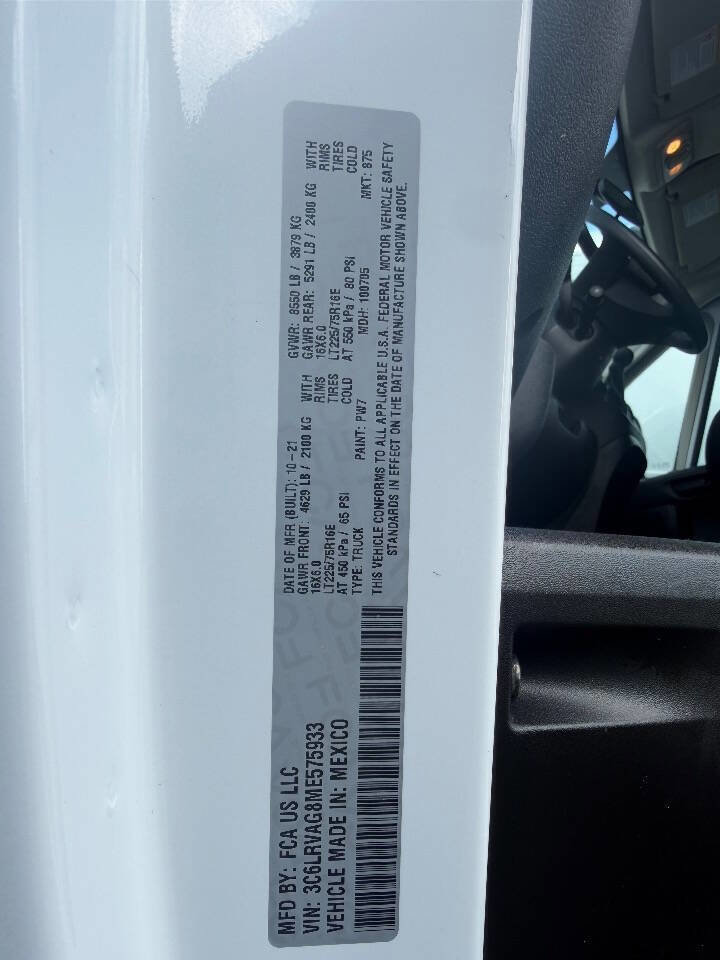 MFD BY: FCA US LLC
VIN: 3C6LRVAG8ME575933
VEHICLE MADE IN: MEXICO
DATE OF MFR (BUILT): 10-21 GVWR: 8550 LB / 3879 KG
GAWR FRONT: 4629 LB / 2100 KG WITH GAWR REAR: 5291 LB / 2400 KG WITH
16X6.0 RIMS 16X6.0 RIMS
LT225/75R16E TIRES LT225/75R16E TIRES
AT 450 kPa / 65 PSI COLD AT 550 kPa / 80 PSI COLD
TYPE: TRUCK PAINT: PW7 MDH: 100705 MKT: 875
THIS VEHICLE CONFORMS TO ALL APPLICABLE U.S.A. FEDERAL MOTOR VEHICLE SAFETY
STANDARDS IN EFFECT ON THE DATE OF MANUFACTURE SHOWN ABOVE.